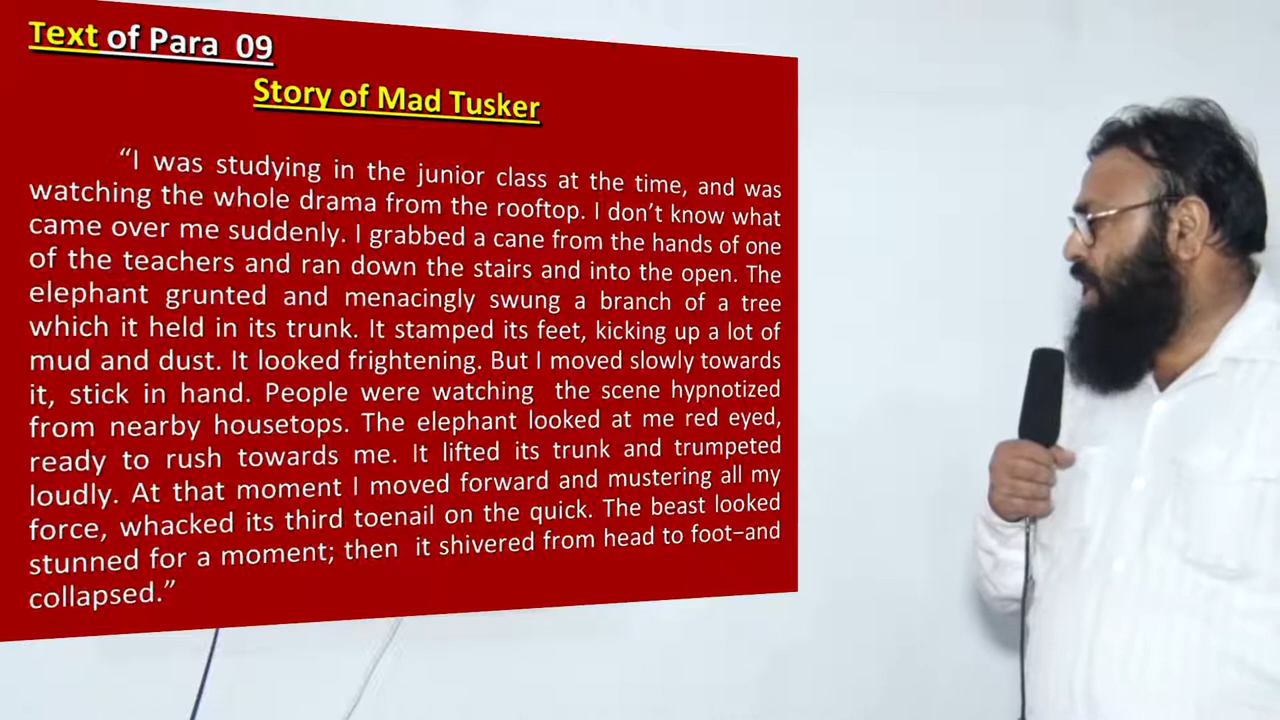 Text of Para 09
Story of Mad Tusker
“I was studying in the junior class at the time, and was
watching the whole drama from the rooftop. I don’t know what
came over me suddenly. I grabbed a cane from the hands of one
of the teachers and ran down the stairs and into the open. The
elephant grunted and menacingly swung a branch of a tree
which it held in its trunk. It stamped its feet, kicking up a lot of
mud and dust. It looked frightening. But I moved slowly towards
it, stick in hand. People were watching the scene hypnotized
from nearby housetops. The elephant looked at me red eyed,
ready to rush towards me. It lifted its trunk and trumpeted
loudly. At that moment I moved forward and mustering all my
force, whacked its third toenail on the quick. The beast looked
stunned for a moment; then it shivered from head to foot–and
collapsed.”